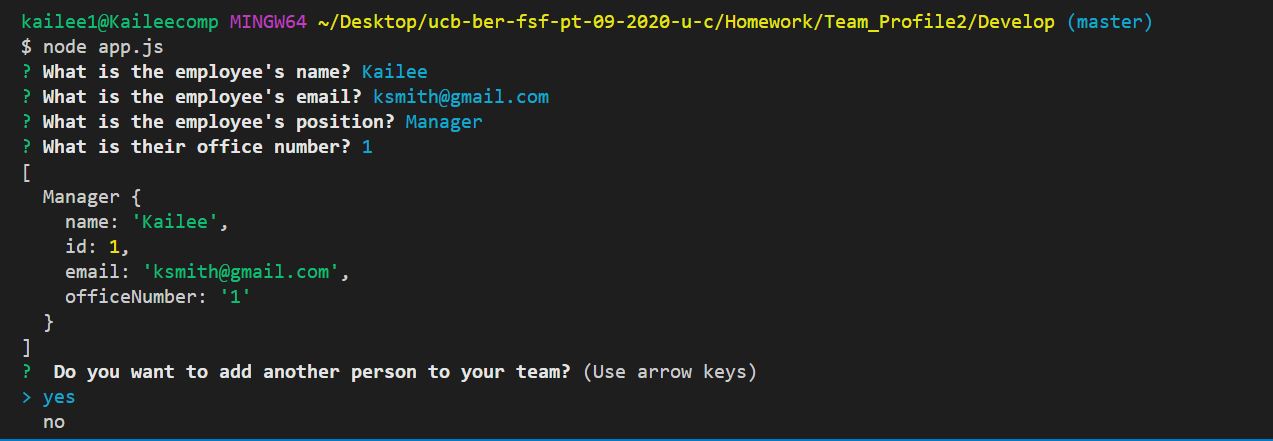 kailee1@Kaileecomp MINGW64 ~/Desktop/ucb-ber-fsf-pt-09-2020-u-c/Homework/Team_Profile2/Develop (master)
$ node app.js
? What is the employee's name? Kailee
? What is the employee's email? ksmith@gmail.com
? What is the employee's position? Manager
? What is their office number? 1
[
  Manager {
    name: 'Kailee',
    id: 1,
    email: 'ksmith@gmail.com',
    officeNumber: '1'
  }
]
?  Do you want to add another person to your team? (Use arrow keys)
> yes
  no